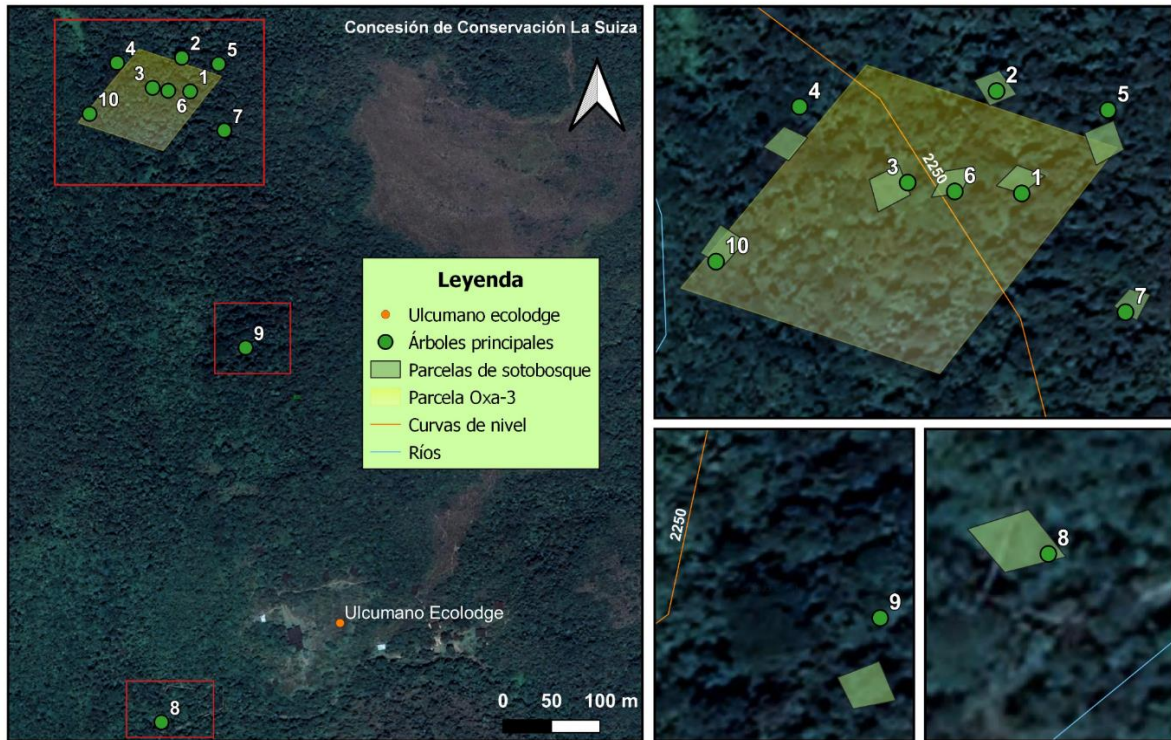 Concesión de Conservación La Suiza
4
2
5
3
1
6
10
7
9
Leyenda
Ulcumano ecolodge
Árboles principales
Parcelas de sotobosque
Parcela Oxa-3
Curvas de nivel
Ríos
Ulcumano Ecolodge
8
0 50 100 m
2
4
5
2250
3
6
1
10
7
2250
9
8